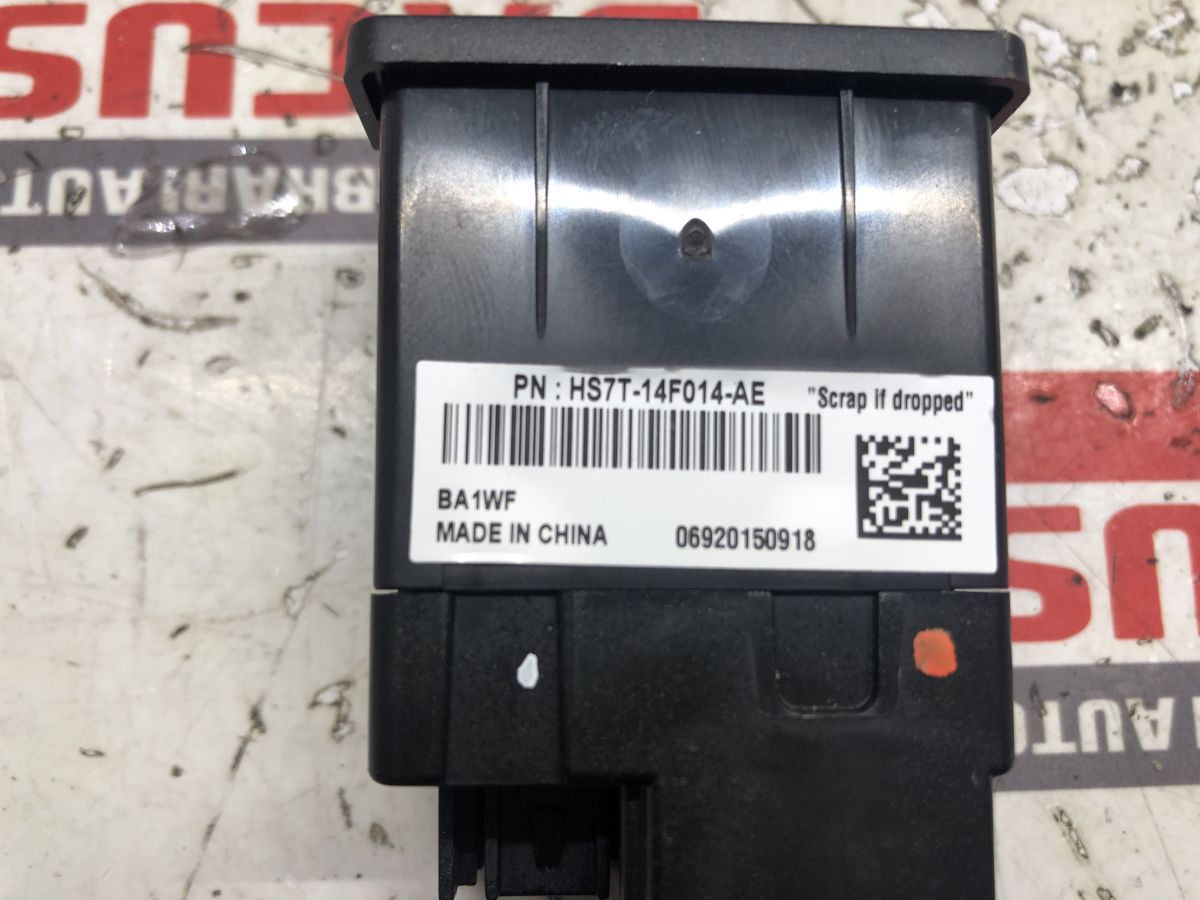 PN : HS7T-14F014-AE
"Scrap if dropped"
BA1WF
MADE IN CHINA
06920150918